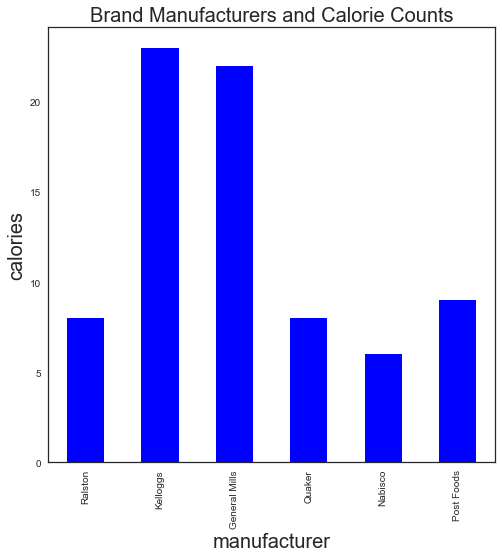 Brand Manufacturers and Calorie Counts
calories
20
15
10
5
0
Ralston
Kelloggs
General Mills
Quaker
Nabisco
Post Foods
manufacturer